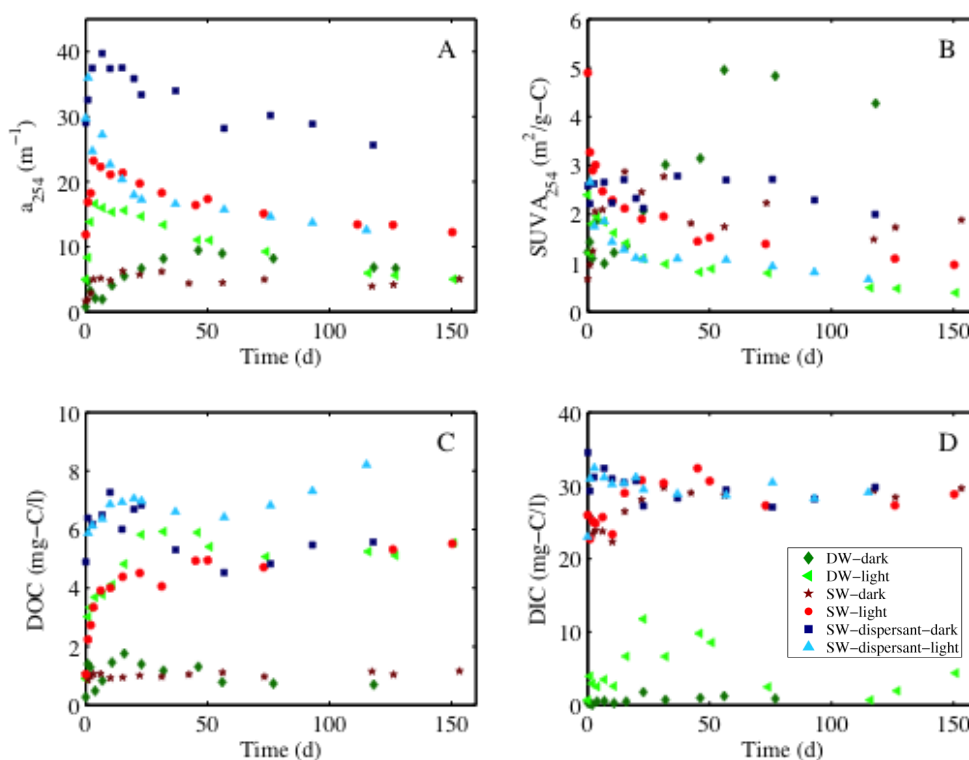 A
a254 (m−1)
40
30
20
10
0
0
50
100
150
Time (d)
B
SUVA254 (m2/g−C)
6
5
4
3
2
1
0
0
50
100
150
Time (d)
C
DOC (mg−C/l)
10
8
6
4
2
0
0
50
100
150
Time (d)
D
DIC (mg−C/l)
40
30
20
10
0
0
50
100
150
Time (d)
DW−dark
DW−light
SW−dark
SW−light
SW−dispersant−dark
SW−dispersant−light